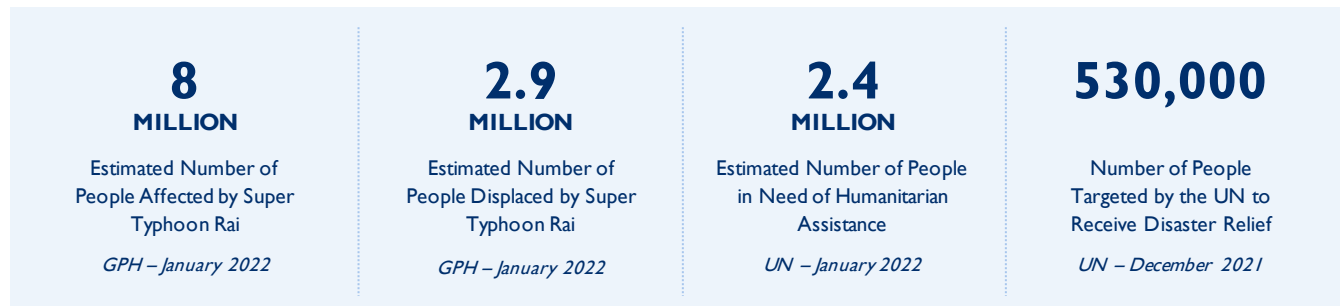 8
MILLION
Estimated Number of
People Affected by Super
Typhoon Rai
GPH – January 2022
2.9
MILLION
Estimated Number of
People Displaced by Super
Typhoon Rai
GPH – January 2022
2.4
MILLION
Estimated Number of People
in Need of Humanitarian
Assistance
UN – January 2022
530,000
Number of People
Targeted by the UN to
Receive Disaster Relief
UN – December 2021